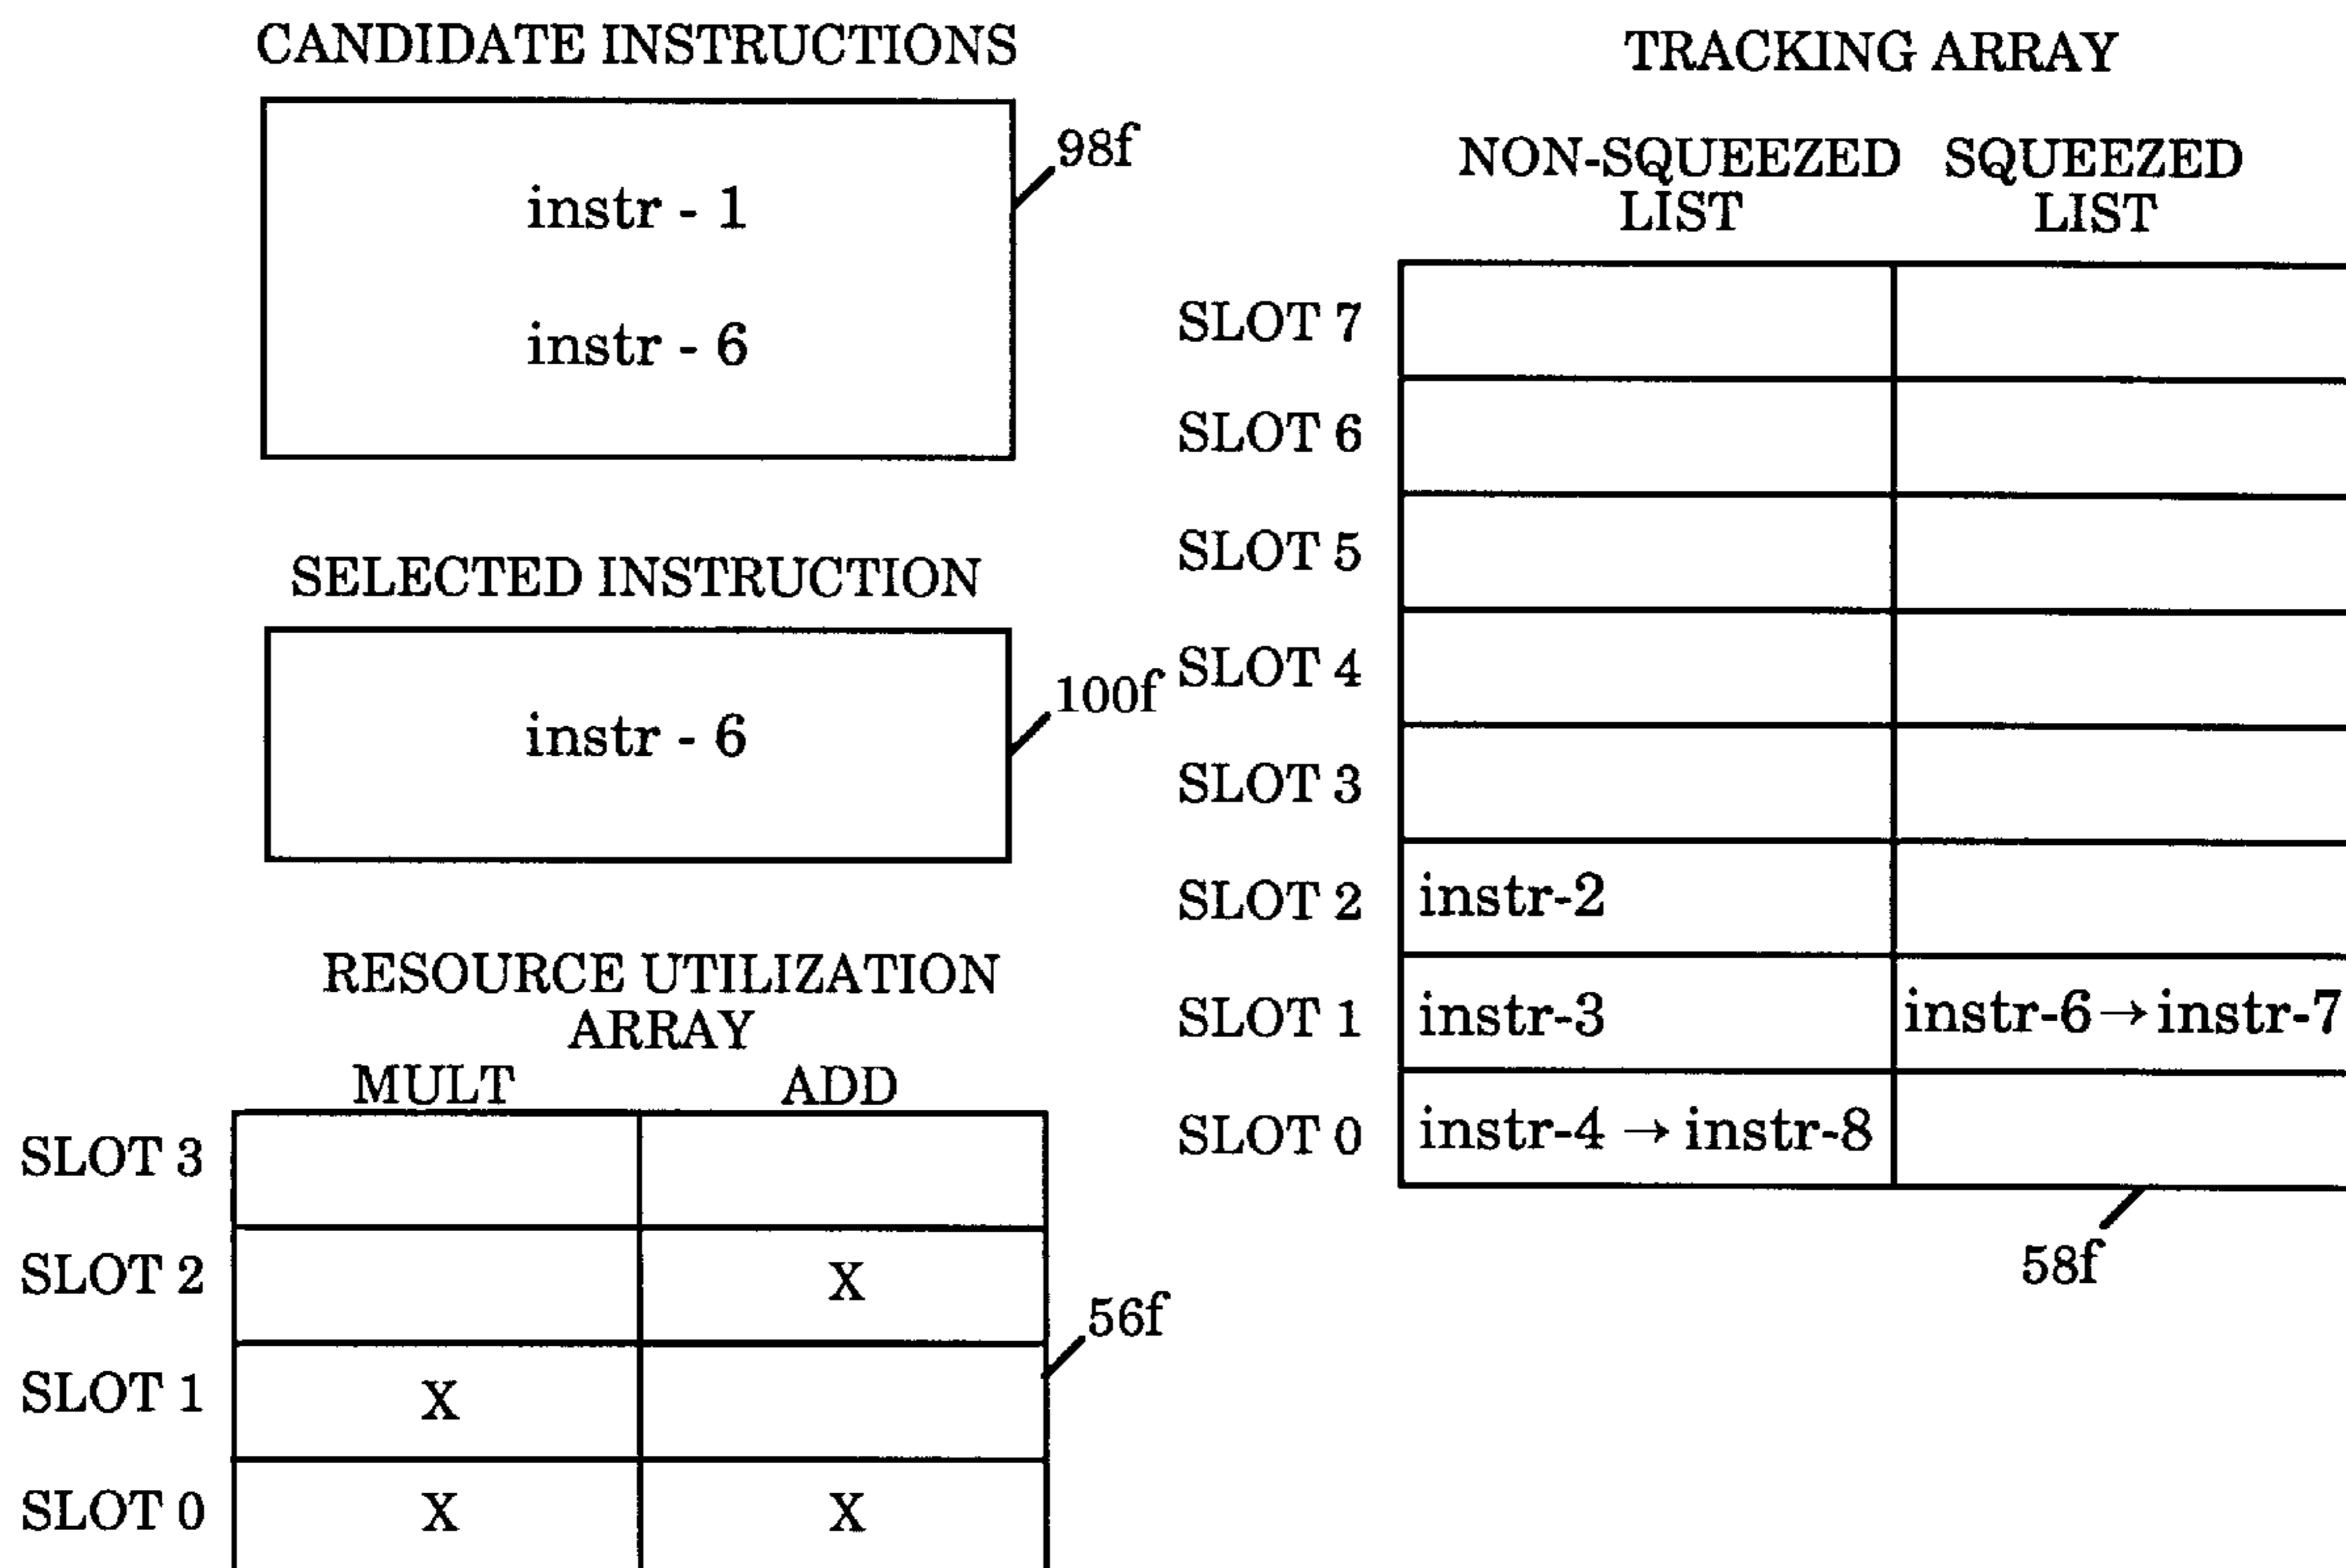 CANDIDATE INSTRUCTIONS
instr - 1
instr - 6
98f
SELECTED INSTRUCTION
instr - 6
100f
RESOURCE UTILIZATION
ARRAY
MULT ADD
SLOT 3
SLOT 2 X
SLOT 1 X
SLOT 0 X X
56f
TRACKING ARRAY
NON-SQUEEZED SQUEEZED
LIST LIST
SLOT 7
SLOT 6
SLOT 5
SLOT 4
SLOT 3
SLOT 2 instr-2
SLOT 1 instr-3 instr-6 → instr-7
SLOT 0 instr-4 → instr-8
58f